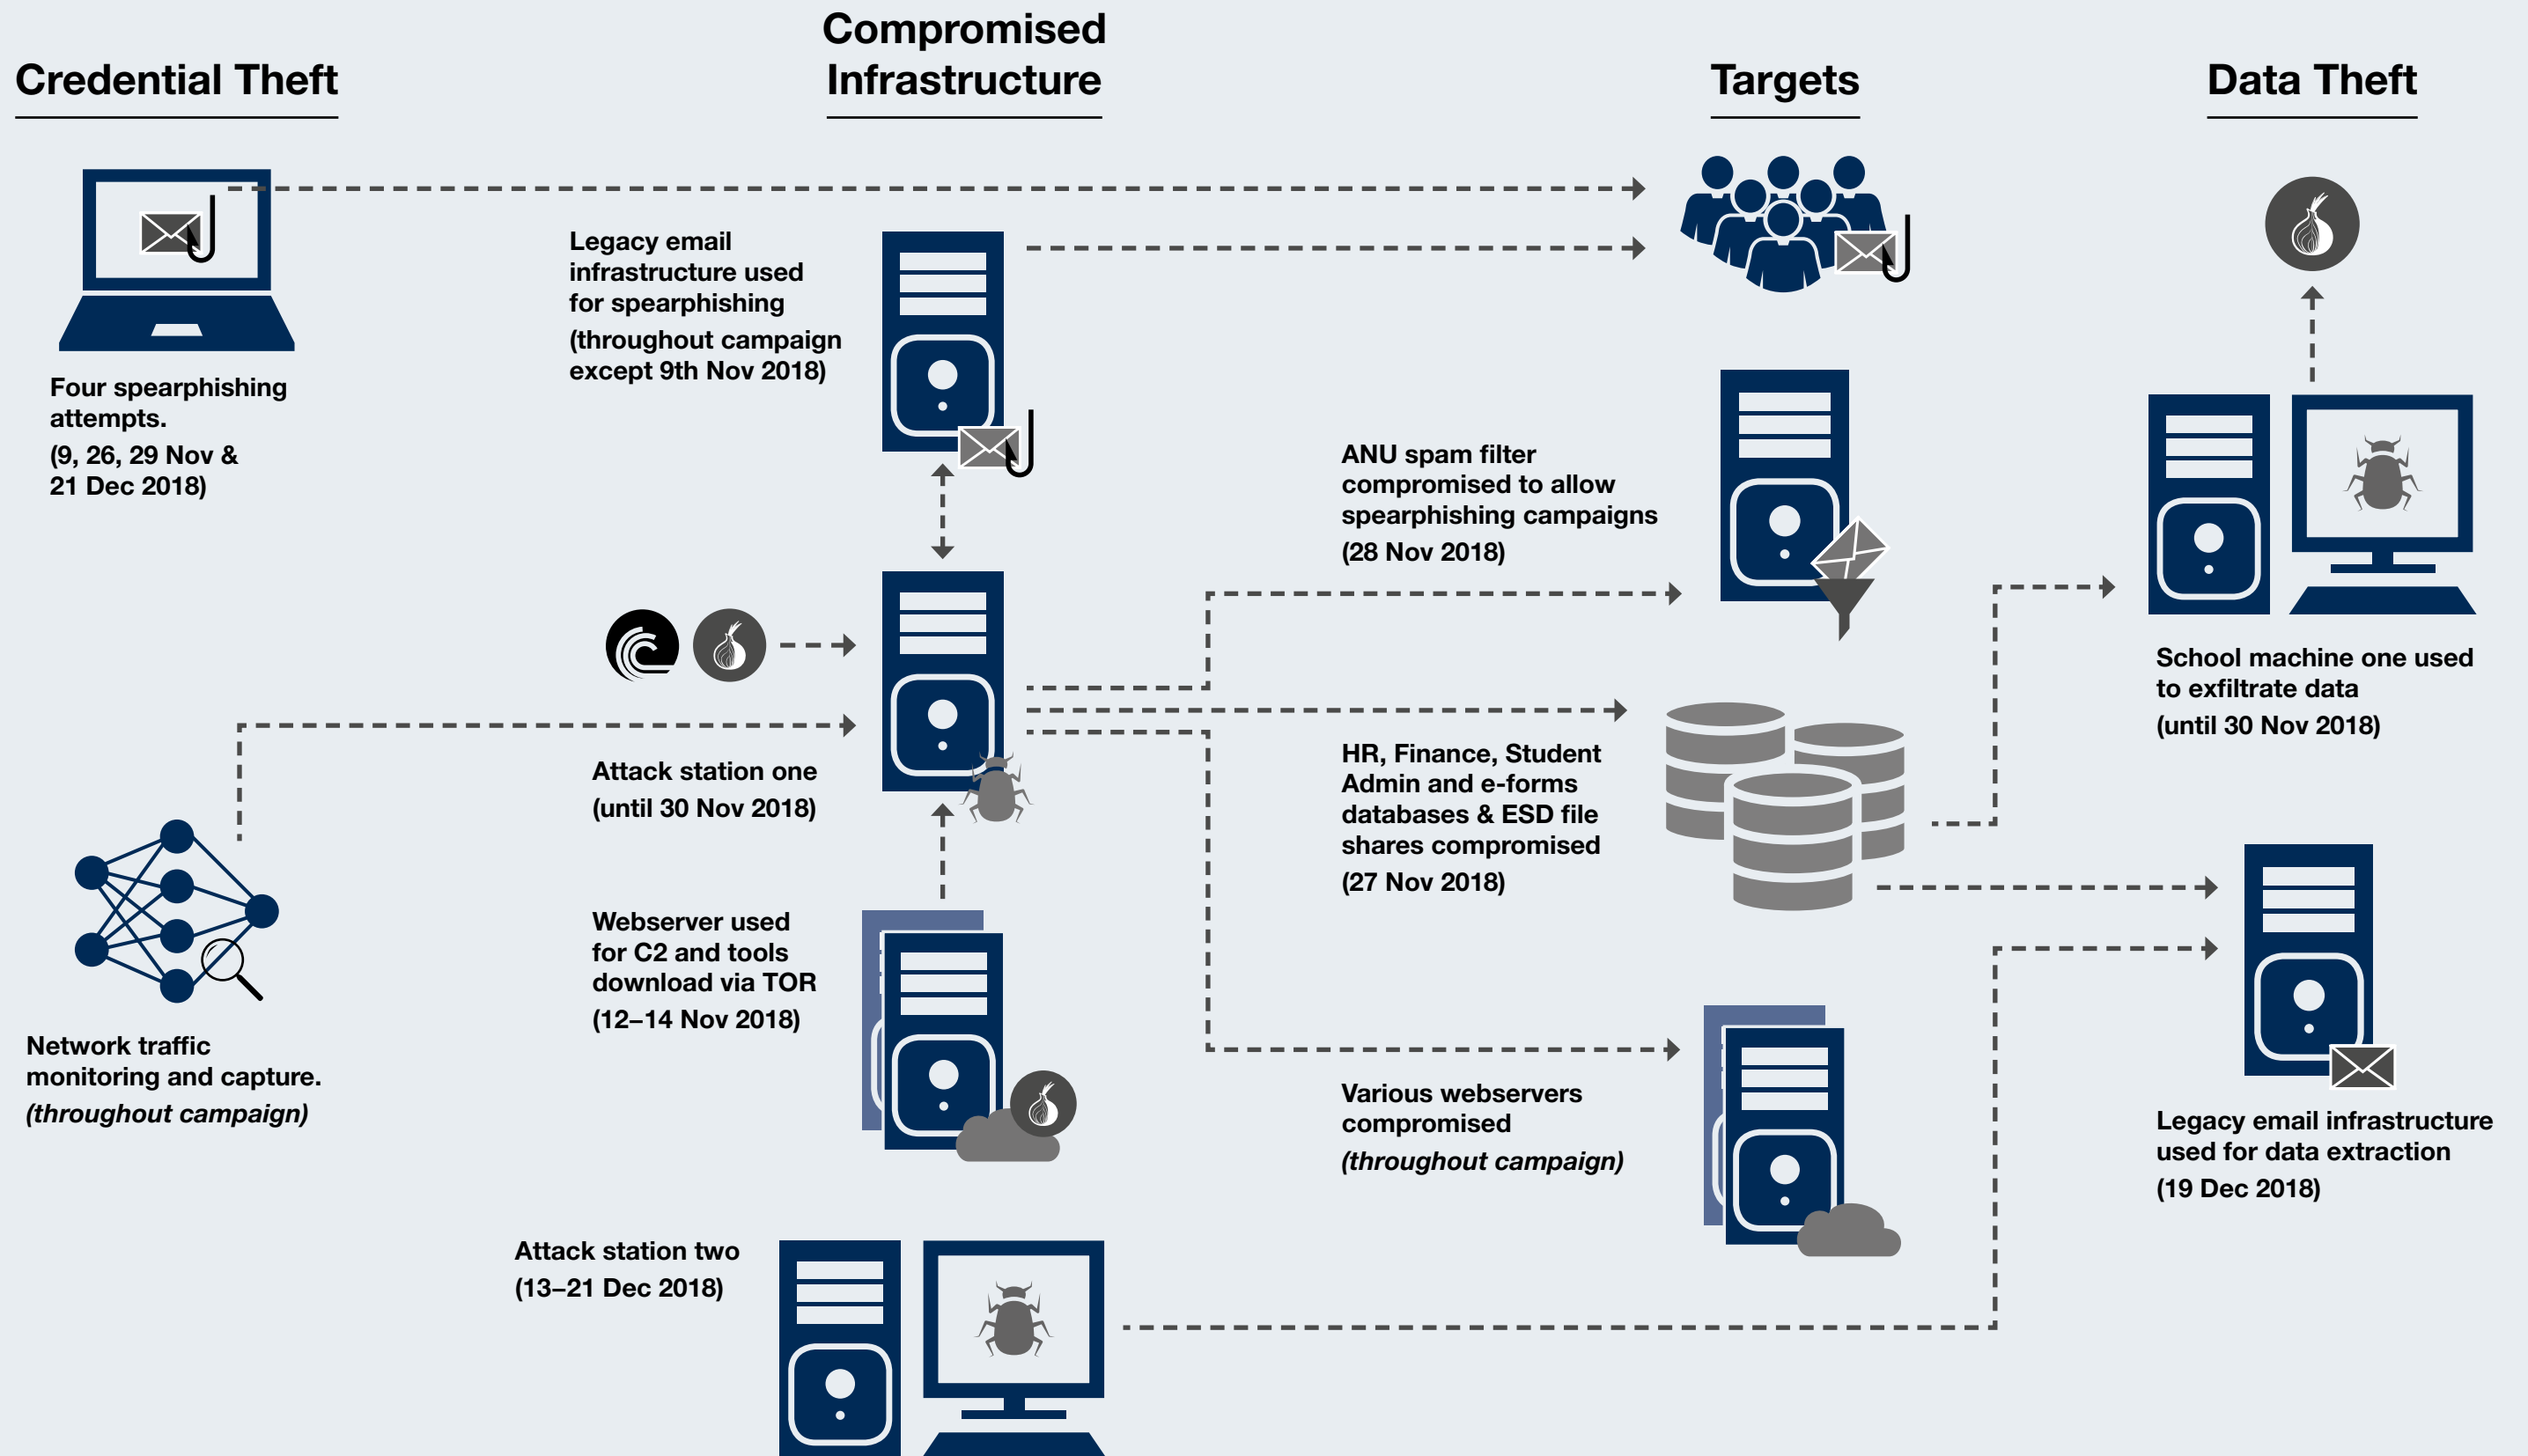 Credential Theft
Compromised
Infrastructure
Targets
Data Theft
Four spearphishing
attempts.
(9, 26, 29 Nov &
21 Dec 2018)
Network traffic
monitoring and capture.
(throughout campaign)
Legacy email
infrastructure used
for spearphishing
(throughout campaign
except 9th Nov 2018)
Attack station one
(until 30 Nov 2018)
Webserver used
for C2 and tools
download via TOR
(12–14 Nov 2018)
Attack station two
(13–21 Dec 2018)
ANU spam filter
compromised to allow
spearphishing campaigns
(28 Nov 2018)
HR, Finance, Student
Admin and e-forms
databases & ESD file
shares compromised
(27 Nov 2018)
Various webservers
compromised
(throughout campaign)
School machine one used
to exfiltrate data
(until 30 Nov 2018)
Legacy email infrastructure
used for data extraction
(19 Dec 2018)